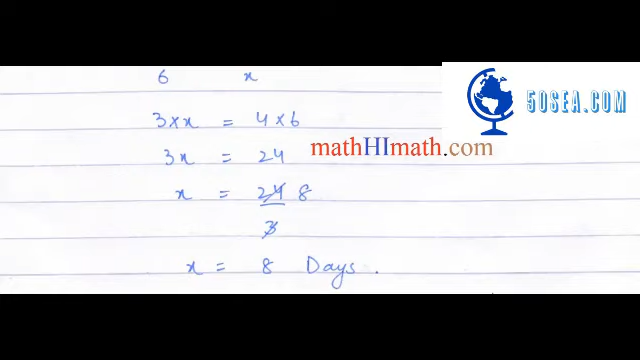 6 x
50SEA.COM
3 × x = 4 × 6
mathHImath.com
3x = 24
x = 24 8
3
x = 8 Days .